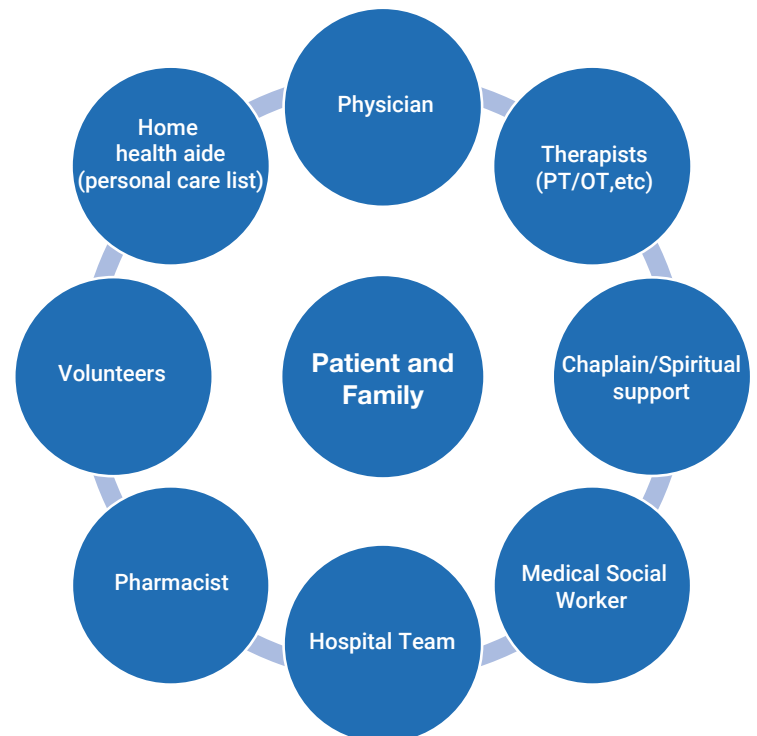 Physician
Therapists
(PT/OT,etc)
Chaplain/Spiritual
support
Medical Social
Worker
Hospital Team
Pharmacist
Volunteers
Home
health aide
(personal care list)
Patient and
Family